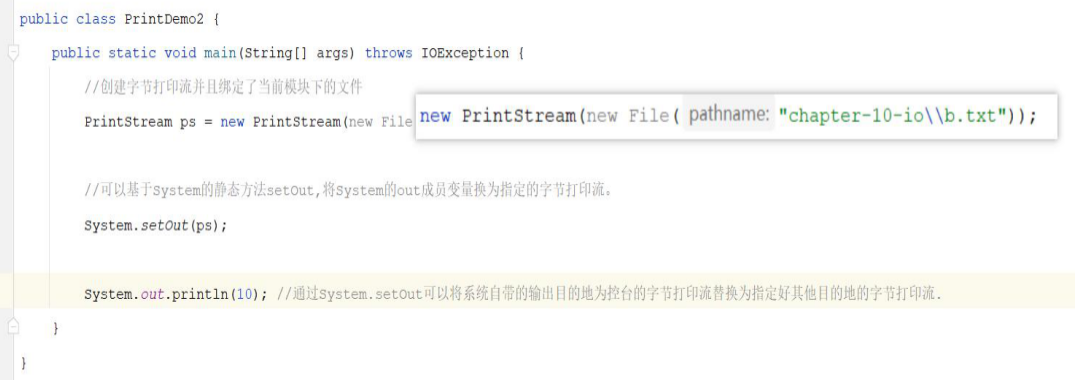 public class PrintDemo2 {
public static void main(String[] args) throws IOException {
//创建字节打印流并且绑定了当前模块下的文件
PrintStream ps = new PrintStream(new File
new PrintStream(new File( pathname: "chapter-10-io\\b.txt"));
//可以基于System的静态方法setOut,将System的out成员变量换为指定的字节打印流。
System.setOut(ps);
System.out.println(10); //通过System.setOut可以将系统自带的输出目的地为控台的字节打印流替换为指定好其他目的地的字节打印流.
}
}